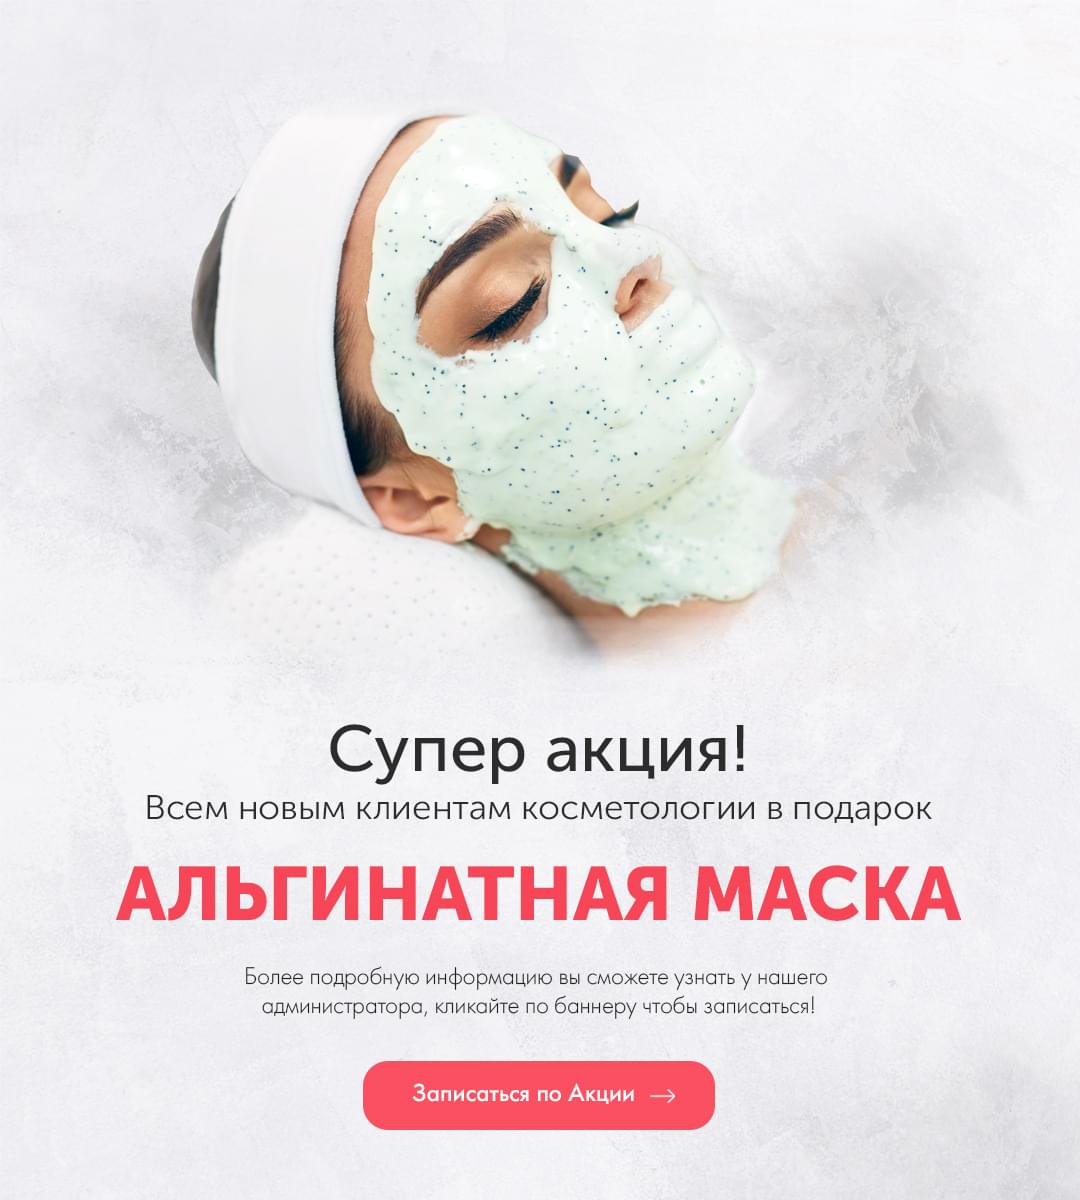 Супер акция!
Всем новым клиентам косметологии в подарок
АЛЬГИНАТНАЯ МАСКА
Более подробную информацию вы сможете узнать у нашего
администратора, кликайте по баннеру чтобы записаться!
Записаться по Акции →